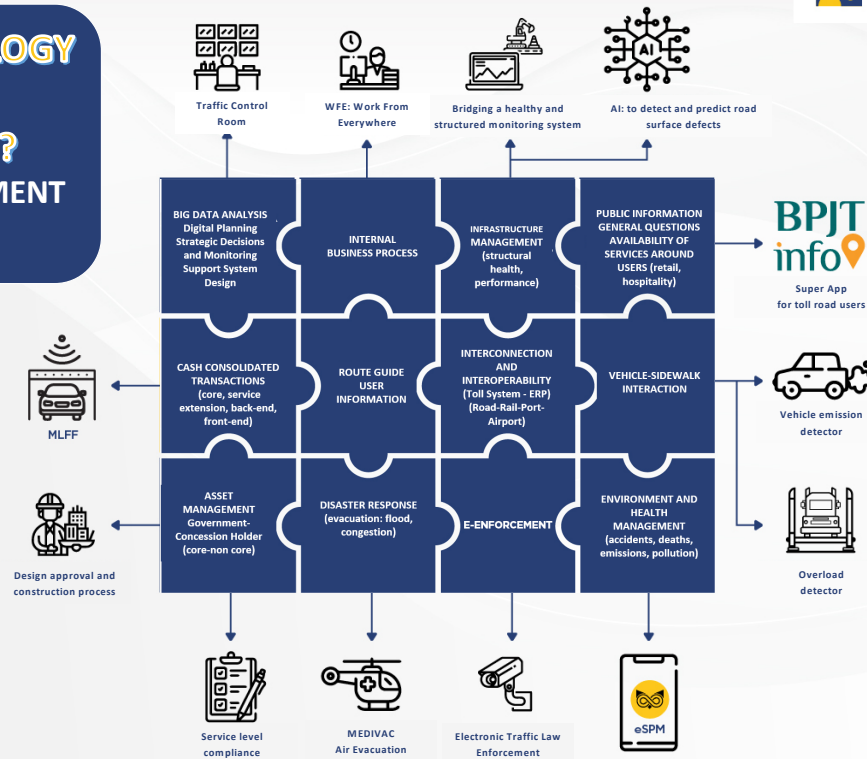 OGY
?
MENT
Traffic Control
Room
WFE: Work From
Everywhere
Bridging a healthy and
structured monitoring system
AI
AI: to detect and predict road
surface defects
BIG DATA ANALYSIS
Digital Planning
Strategic Decisions
and Monitoring
Support System
Design
INTERNAL
BUSINESS PROCESS
INFRASTRUCTURE
MANAGEMENT
(structural
health,
performance)
PUBLIC INFORMATION
GENERAL QUESTIONS
AVAILABILITY OF
SERVICES AROUND
USERS (retail,
hospitality)
BPJT
info
Super App
for toll road users
MLFF
CASH CONSOLIDATED
TRANSACTIONS
(core, service
extension, back-end,
front-end)
ROUTE GUIDE
USER
INFORMATION
INTERCONNECTION
AND
INTEROPERABILITY
(Toll System - ERP)
(Road-Rail-Port-
Airport)
VEHICLE-SIDEWALK
INTERACTION
Vehicle emission
detector
Design approval and
construction process
ASSET
MANAGEMENT
Government-
Concession Holder
(core-non core)
DISASTER RESPONSE
(evacuation: flood,
congestion)
E-ENFORCEMENT
ENVIRONMENT AND
HEALTH
MANAGEMENT
(accidents, deaths,
emissions, pollution)
Overload
detector
Service level
compliance
MEDIVAC
Air Evacuation
Electronic Traffic Law
Enforcement
eSPM